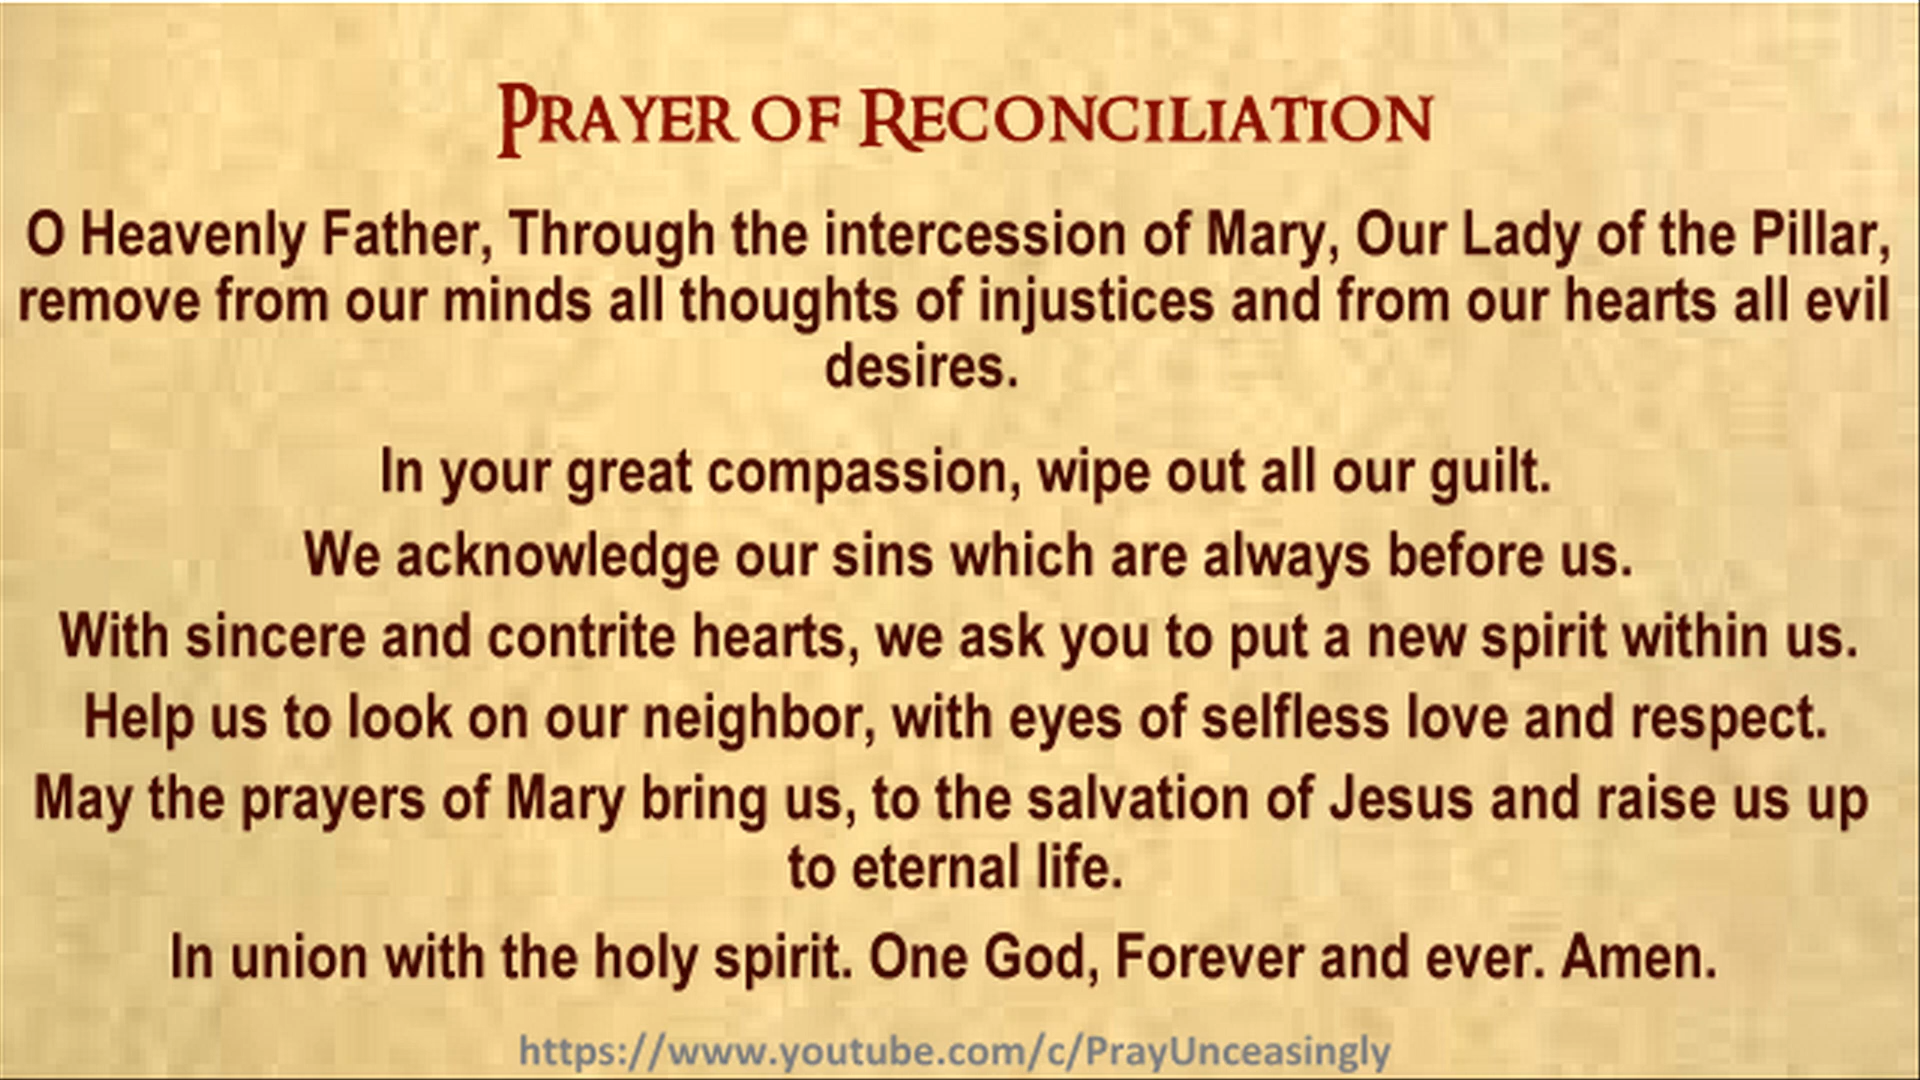 PRAYER OF RECONCILIATION
O Heavenly Father, Through the intercession of Mary, Our Lady of the Pillar,
remove from our minds all thoughts of injustices and from our hearts all evil
desires.
In your great compassion, wipe out all our guilt.
We acknowledge our sins which are always before us.
With sincere and contrite hearts, we ask you to put a new spirit within us.
Help us to look on our neighbor, with eyes of selfless love and respect.
May the prayers of Mary bring us, to the salvation of Jesus and raise us up
to eternal life.
In union with the holy spirit. One God, Forever and ever. Amen.
https://www.youtube.com/c/PrayUnceasingly